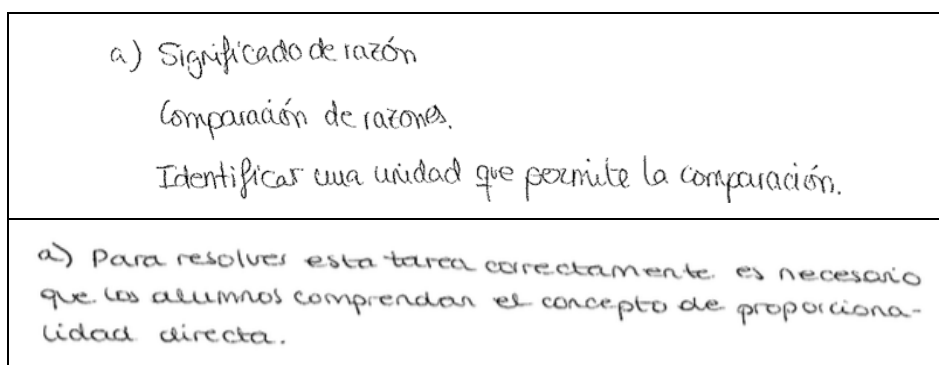 a) Significado de razón
Comparación de razones.
Identificar una unidad que permite la comparación.
a) Para resolver esta tarea correctamente es necesario
que los alumnos comprendan el concepto de proporciona-
lidad directa.